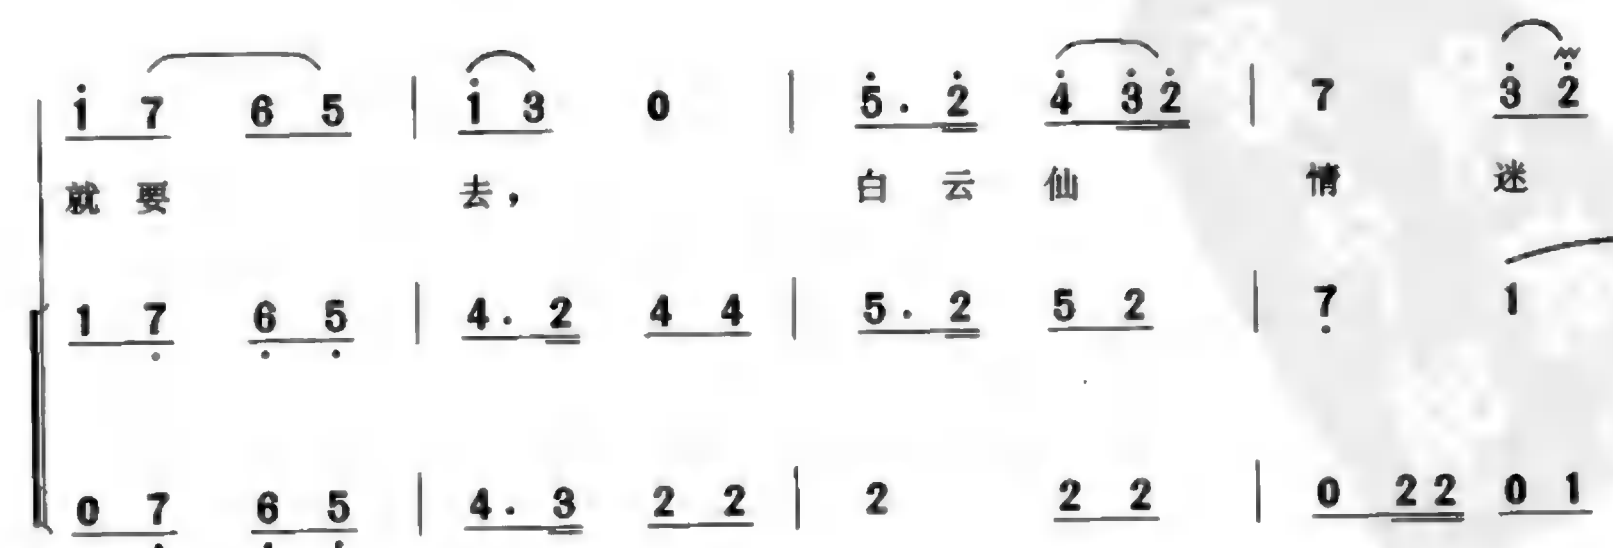 i̇ 7 6 5 | i̇ 3 0 | 5̇ . 2̇ 4̇ 3̇ 2̇ | 7 3̇ 2̇
就 要 去， 白 云 仙 情 迷
1 7̣ 6̣ 5̣ | 4 . 2 4 4 | 5 . 2 5 2 | 7̣ 1
0 7̣ 6̣ 5̣ | 4 . 3 2 2 | 2 2 2 | 0 2 2 0 1